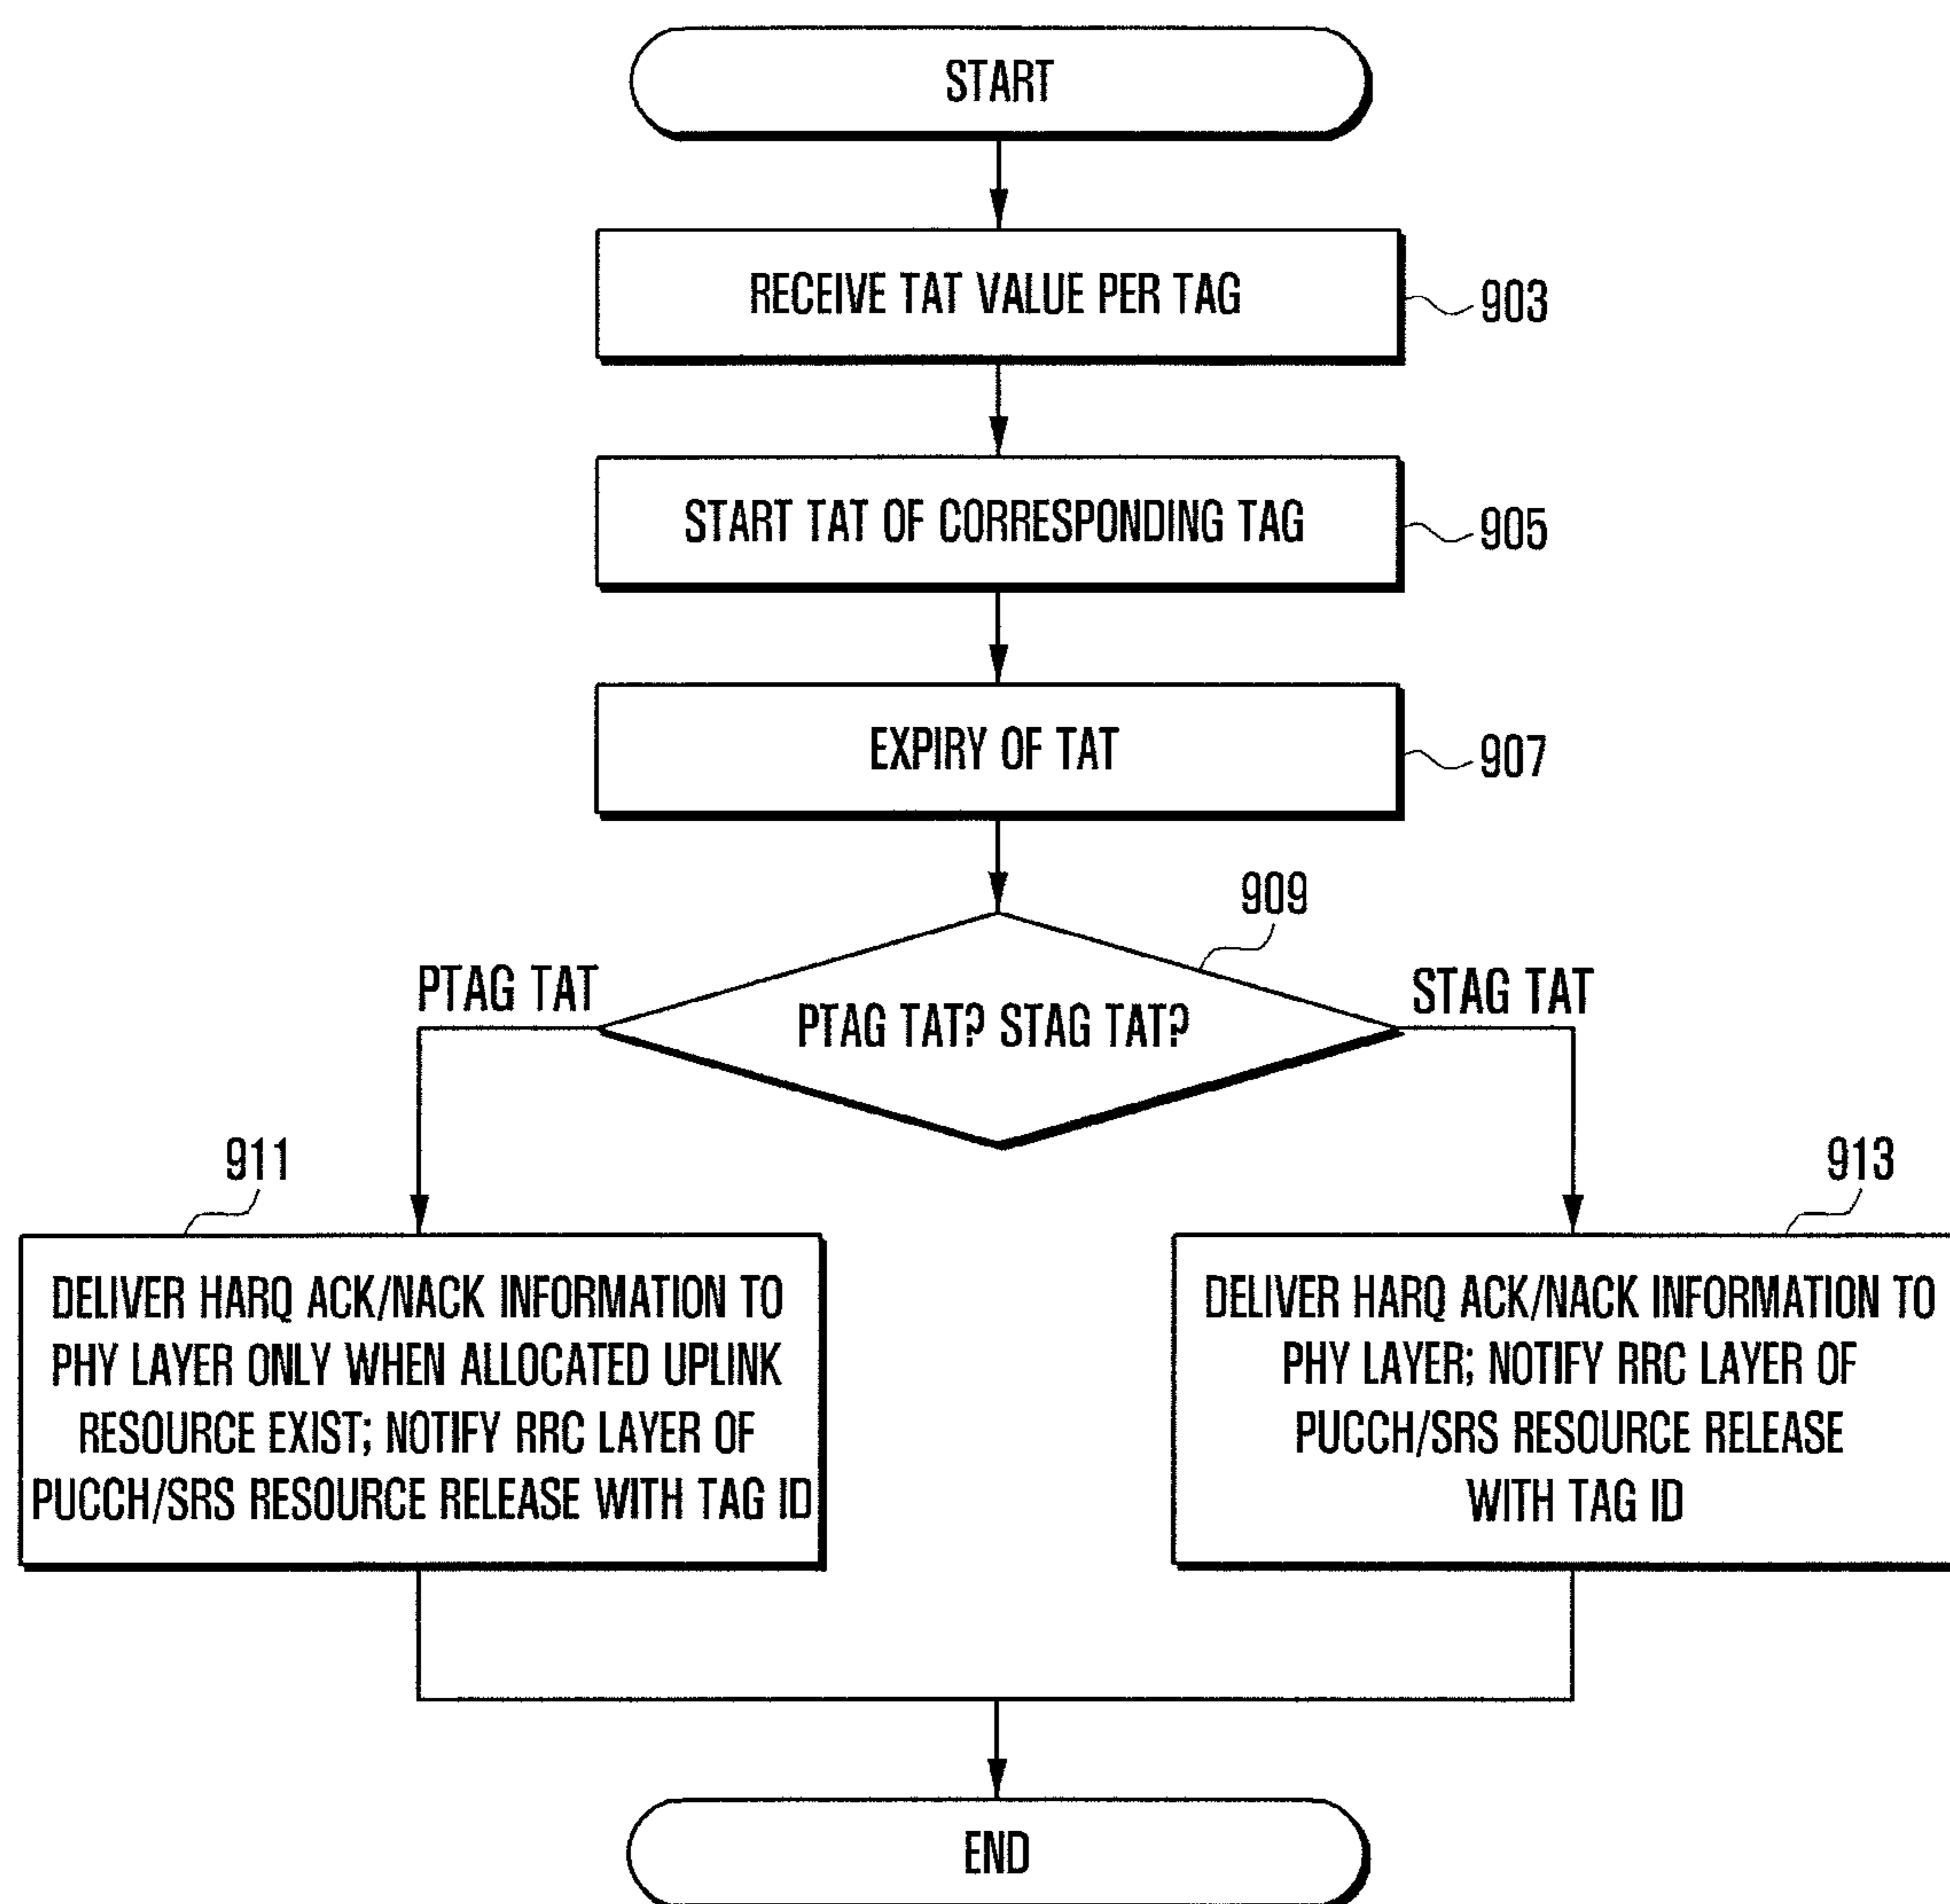 START
RECEIVE TAT VALUE PER TAG
903
START TAT OF CORRESPONDING TAG
905
EXPIRY OF TAT
907
909
PTAG TAT
PTAG TAT? STAG TAT?
STAG TAT
911
DELIVER HARQ ACK/NACK INFORMATION TO
PHY LAYER ONLY WHEN ALLOCATED UPLINK
RESOURCE EXIST; NOTIFY RRC LAYER OF
PUCCH/SRS RESOURCE RELEASE WITH TAG ID
913
DELIVER HARQ ACK/NACK INFORMATION TO
PHY LAYER; NOTIFY RRC LAYER OF
PUCCH/SRS RESOURCE RELEASE
WITH TAG ID
END